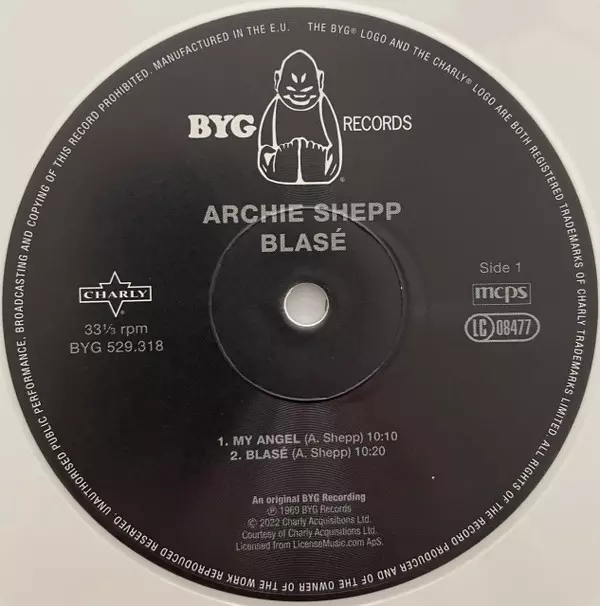 MANUFACTURED IN THE E.U. THE BYG® LOGO AND THE CHARLY® LOGO ARE BOTH REGISTERED TRADEMARKS OF CHARLY TRADEMARKS LIMITED. ALL RIGHTS OF THE RECORD PRODUCER AND OF THE OWNER OF THE WORK REPRODUCED RESERVED. UNAUTHORISED PUBLIC PERFORMANCE, BROADCASTING AND COPYING OF THIS RECORD PROHIBITED.
BYG RECORDS
®
ARCHIE SHEPP
BLASÉ
CHARLY
33⅓ rpm
BYG 529.318
Side 1
mcps
LC 08477
1. MY ANGEL (A. Shepp) 10:10
2. BLASÉ (A. Shepp) 10:20
An original BYG Recording
℗ 1969 BYG Records
© 2022 Charly Acquisitions Ltd.
Courtesy of Charly Acquisitions Ltd.
Licensed from LicenseMusic.com ApS.